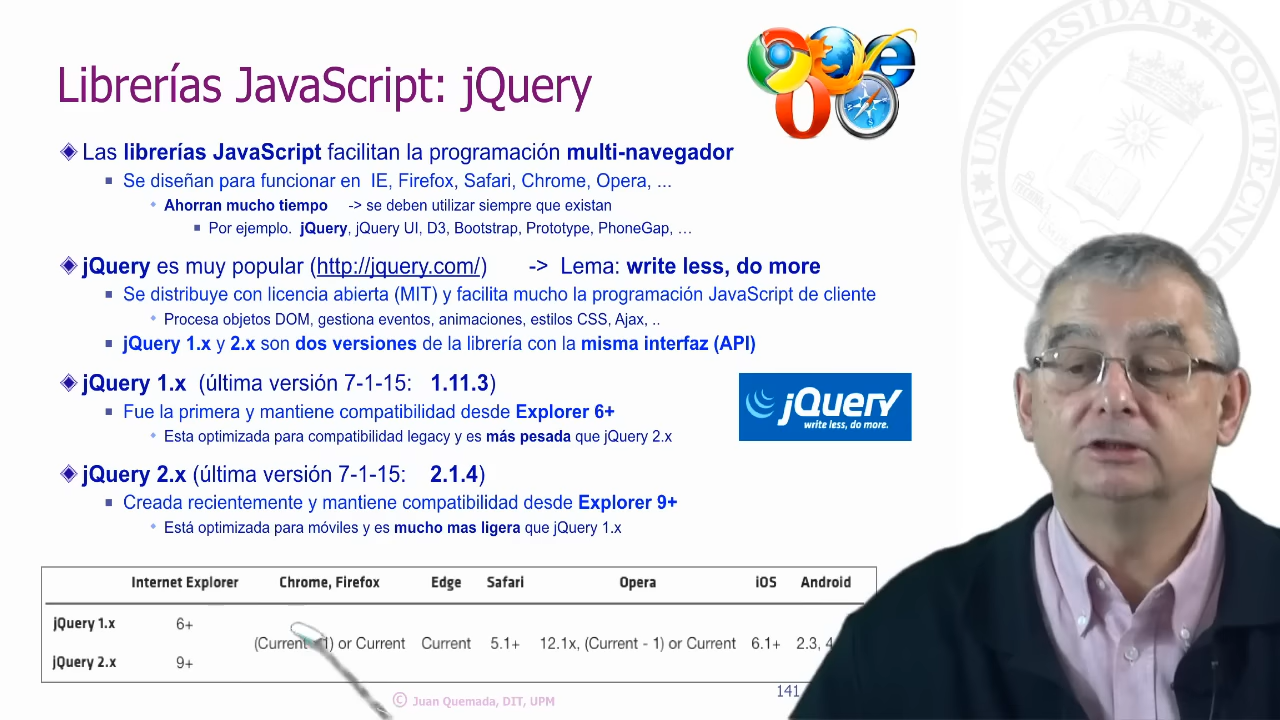 Librerías JavaScript: jQuery
Las librerías JavaScript facilitan la programación multi-navegador
Se diseñan para funcionar en IE, Firefox, Safari, Chrome, Opera, ...
Ahorran mucho tiempo -> se deben utilizar siempre que existan
Por ejemplo. jQuery, jQuery UI, D3, Bootstrap, Prototype, PhoneGap, …
jQuery es muy popular (http://jquery.com/) -> Lema: write less, do more
Se distribuye con licencia abierta (MIT) y facilita mucho la programación JavaScript de cliente
Procesa objetos DOM, gestiona eventos, animaciones, estilos CSS, Ajax, ..
jQuery 1.x y 2.x son dos versiones de la librería con la misma interfaz (API)
jQuery 1.x (última versión 7-1-15: 1.11.3)
Fue la primera y mantiene compatibilidad desde Explorer 6+
Esta optimizada para compatibilidad legacy y es más pesada que jQuery 2.x
jQuery
write less, do more.
jQuery 2.x (última versión 7-1-15: 2.1.4)
Creada recientemente y mantiene compatibilidad desde Explorer 9+
Está optimizada para móviles y es mucho mas ligera que jQuery 1.x
Internet Explorer Chrome, Firefox Edge Safari Opera iOS Android
jQuery 1.x 6+
(Current - 1) or Current Current 5.1+ 12.1x, (Current - 1) or Current 6.1+ 2.3, 4
jQuery 2.x 9+
© Juan Quemada, DIT, UPM
141
UNIVERSIDAD POLITECNIC
MAD